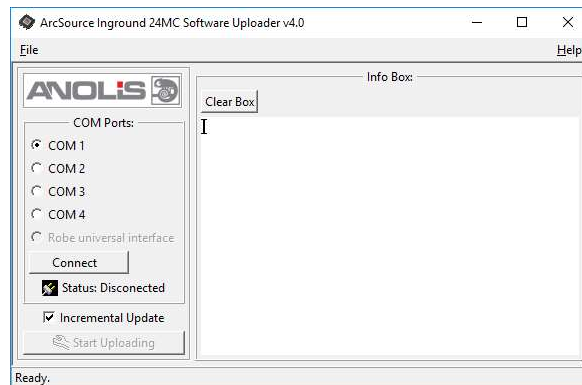 ArcSource Inground 24MC Software Uploader v4.0
File Help
ANOLiS
Info Box:
Clear Box
COM Ports:
COM 1
COM 2
COM 3
COM 4
Robe universal interface
Connect
Status: Disconected
Incremental Update
Start Uploading
Ready.